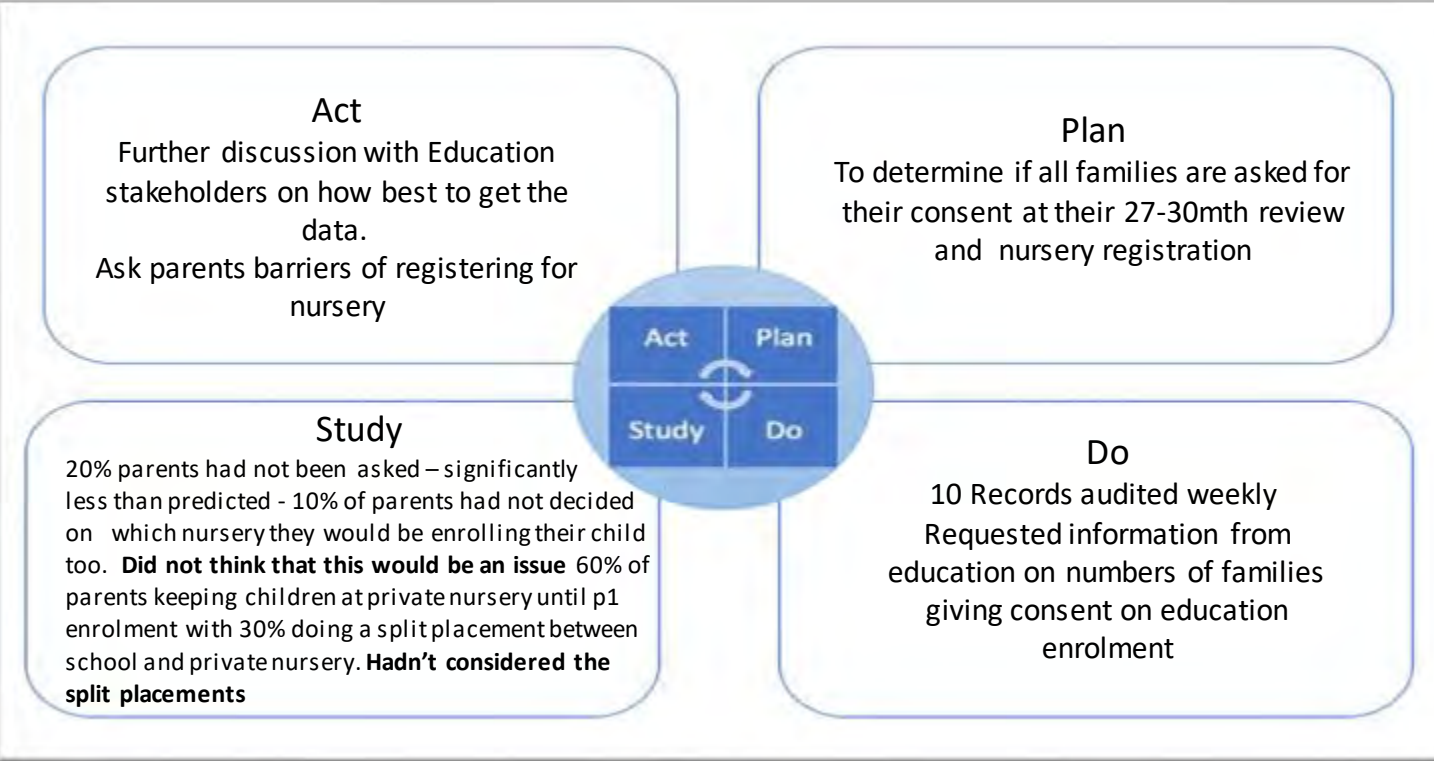 Act
Further discussion with Education
stakeholders on how best to get the
data.
Ask parents barriers of registering for
nursery
Plan
To determine if all families are asked for
their consent at their 27-30mth review
and nursery registration
Act
Plan
Study
Do
Study
20% parents had not been asked – significantly
less than predicted - 10% of parents had not decided
on which nursery they would be enrolling their child
too. Did not think that this would be an issue 60% of
parents keeping children at private nursery until p1
enrolment with 30% doing a split placement between
school and private nursery. Hadn't considered the
split placements
Do
10 Records audited weekly
Requested information from
education on numbers of families
giving consent on education
enrolment